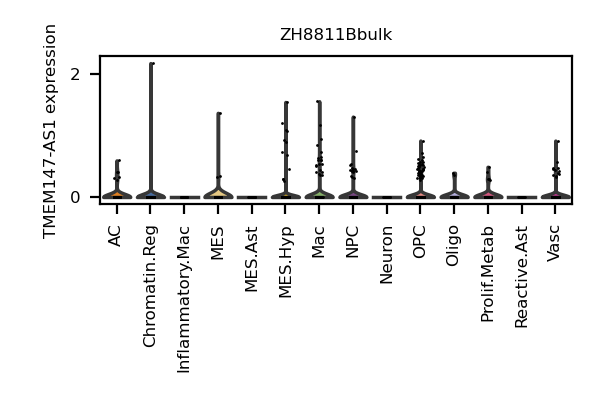 ZH8811Bbulk
TMEM147-AS1 expression
2
0
AC
Chromatin.Reg
Inflammatory.Mac
MES
MES.Ast
MES.Hyp
Mac
NPC
Neuron
OPC
Oligo
Prolif.Metab
Reactive.Ast
Vasc